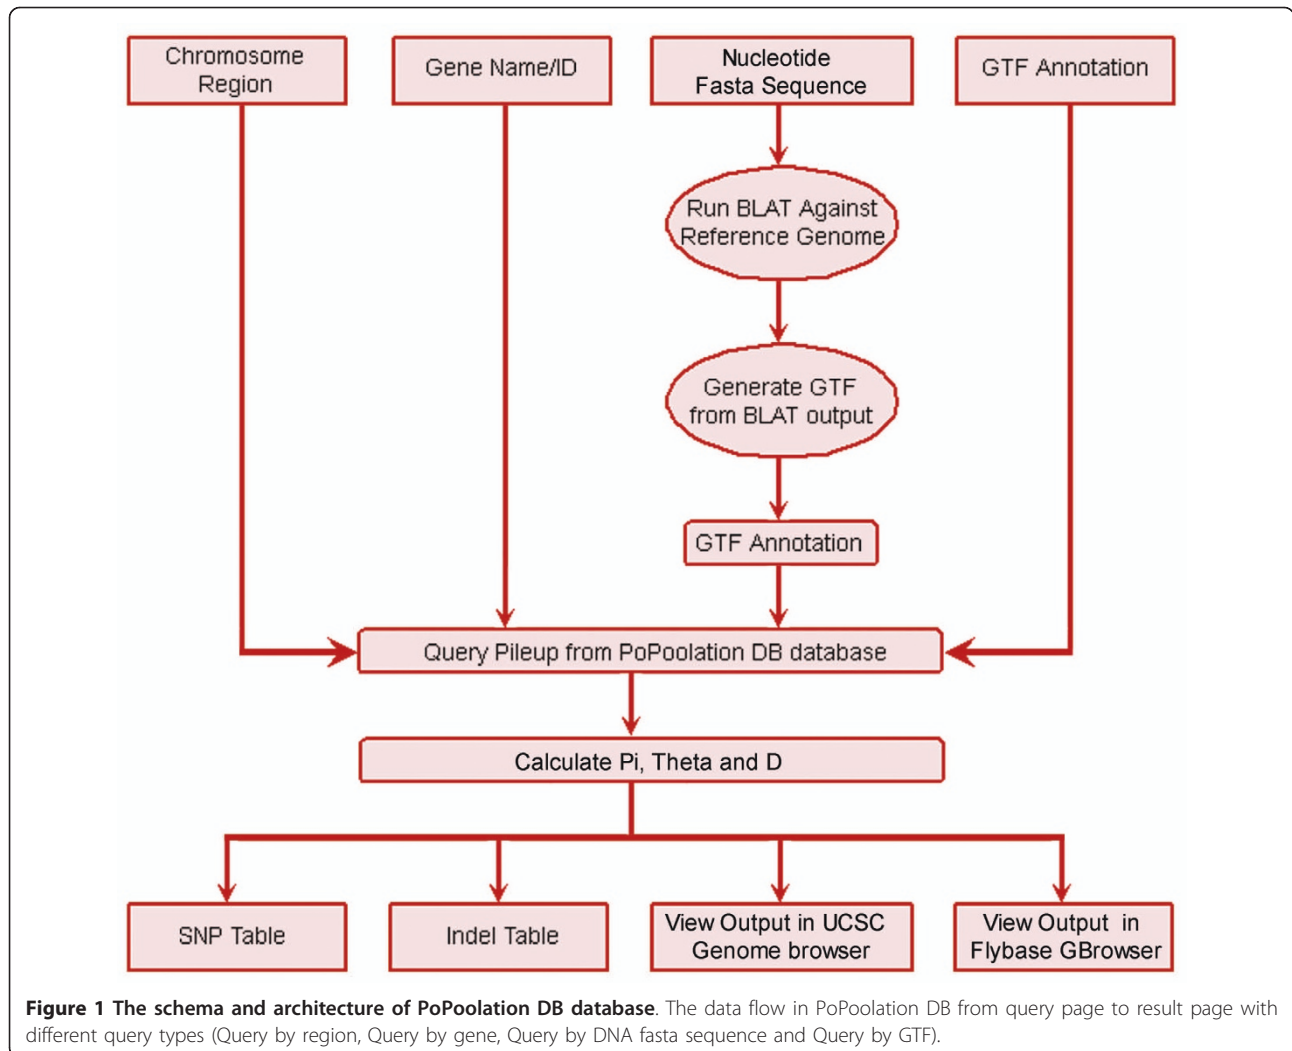 Chromosome
Region
Gene Name/ID
Nucleotide
Fasta Sequence
GTF Annotation
Run BLAT Against
Reference Genome
Generate GTF
from BLAT output
GTF Annotation
Query Pileup from PoPoolation DB database
Calculate Pi, Theta and D
SNP Table
Indel Table
View Output in UCSC
Genome browser
View Output in
Flybase GBrowser
Figure 1 The schema and architecture of PoPoolation DB database. The data flow in PoPoolation DB from query page to result page with
different query types (Query by region, Query by gene, Query by DNA fasta sequence and Query by GTF).